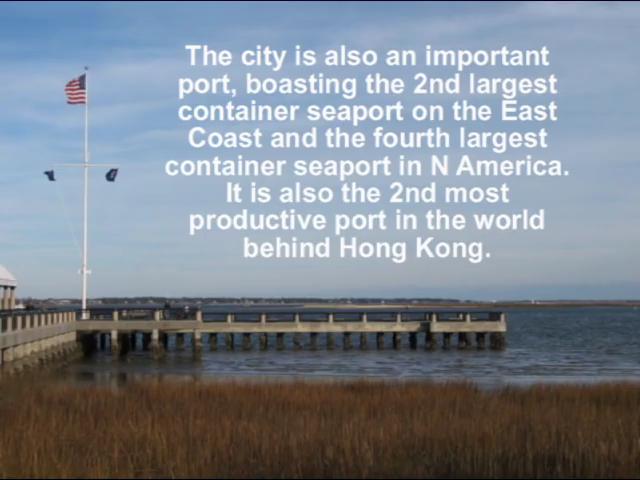 The city is also an important
port, boasting the 2nd largest
container seaport on the East
Coast and the fourth largest
container seaport in N America.
It is also the 2nd most
productive port in the world
behind Hong Kong.